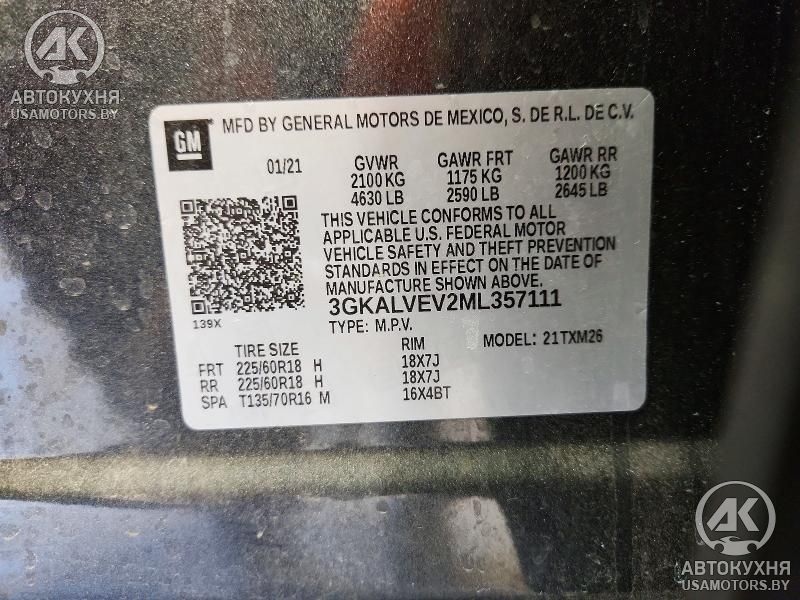 AK
АВТОКУХНЯ
USAMOTORS.BY
GM
MFD BY GENERAL MOTORS DE MEXICO, S. DE R.L. DE C.V.
01/21 GVWR GAWR FRT GAWR RR
2100 KG 1175 KG 1200 KG
4630 LB 2590 LB 2645 LB
THIS VEHICLE CONFORMS TO ALL
APPLICABLE U.S. FEDERAL MOTOR
VEHICLE SAFETY AND THEFT PREVENTION
STANDARDS IN EFFECT ON THE DATE OF
MANUFACTURE SHOWN ABOVE.
3GKALVEV2ML357111
139X
TYPE: M.P.V. MODEL: 21TXM26
TIRE SIZE RIM
FRT 225/60R18 H 18X7J
RR 225/60R18 H 18X7J
SPA T135/70R16 M 16X4BT
AK
АВТОКУХНЯ
USAMOTORS.BY